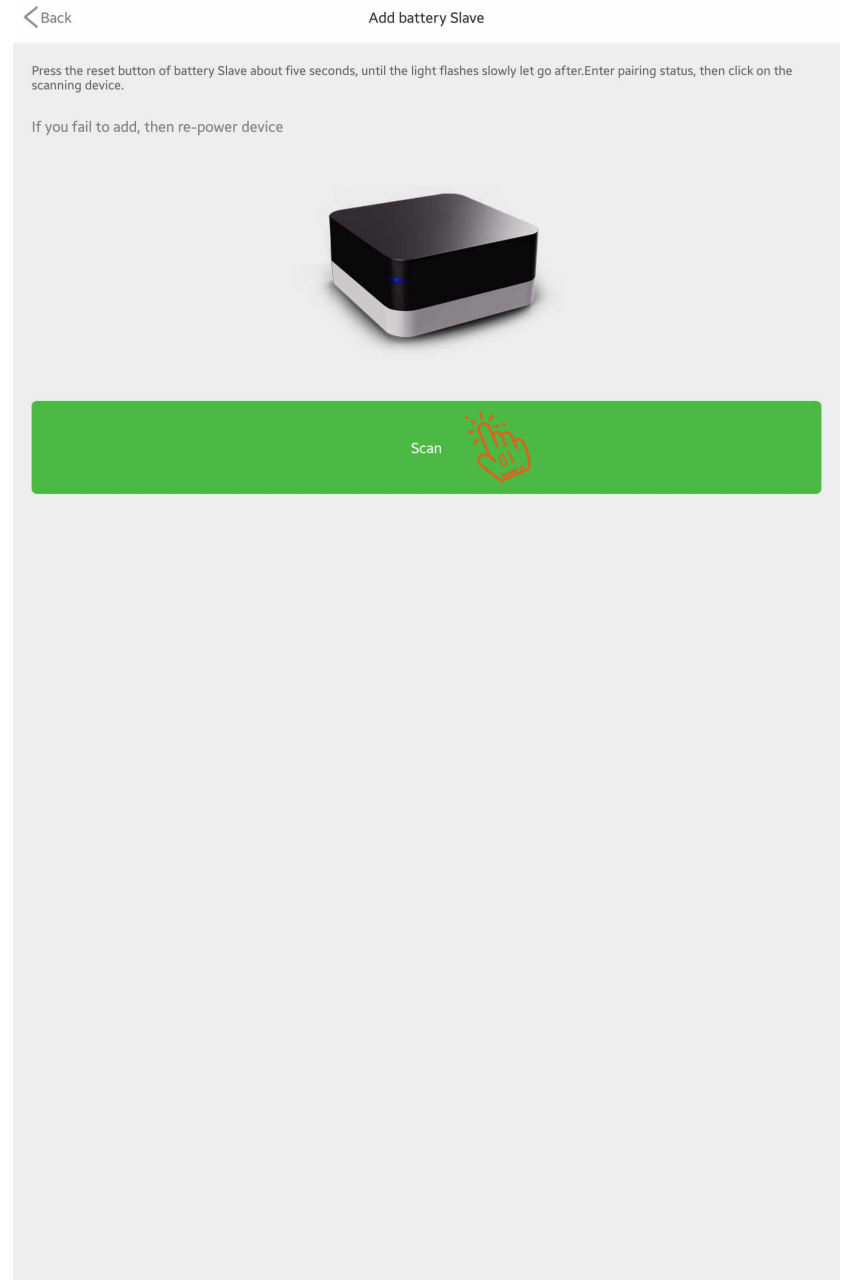 Back
Add battery Slave
Press the reset button of battery Slave about five seconds, until the light flashes slowly let go after.Enter pairing status, then click on the
scanning device.
If you fail to add, then re-power device
Scan
01